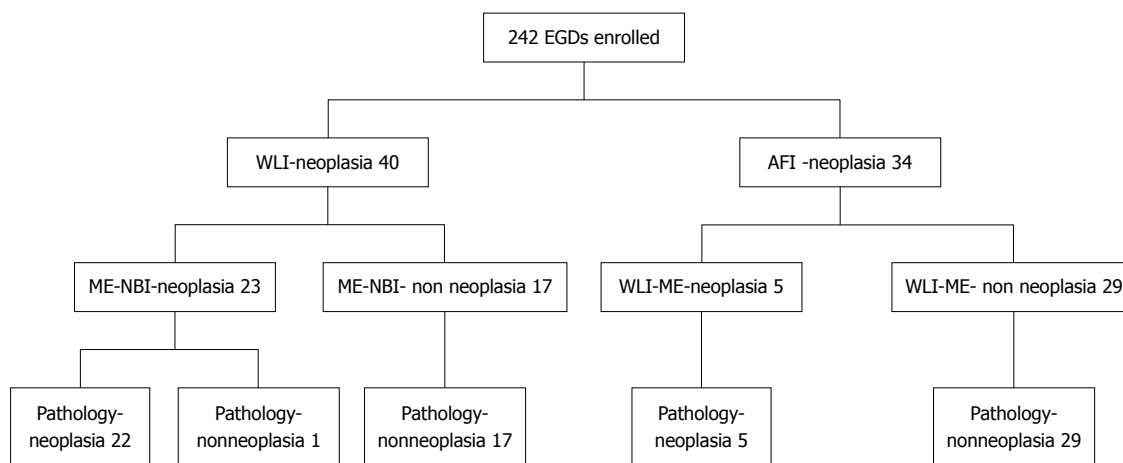 242 EGDs enrolled
WLI-neoplasia 40
AFI -neoplasia 34
ME-NBI-neoplasia 23
ME-NBI- non neoplasia 17
WLI-ME-neoplasia 5
WLI-ME- non neoplasia 29
Pathology-
neoplasia 22
Pathology-
nonneoplasia 1
Pathology-
nonneoplasia 17
Pathology-
neoplasia 5
Pathology-
nonneoplasia 29